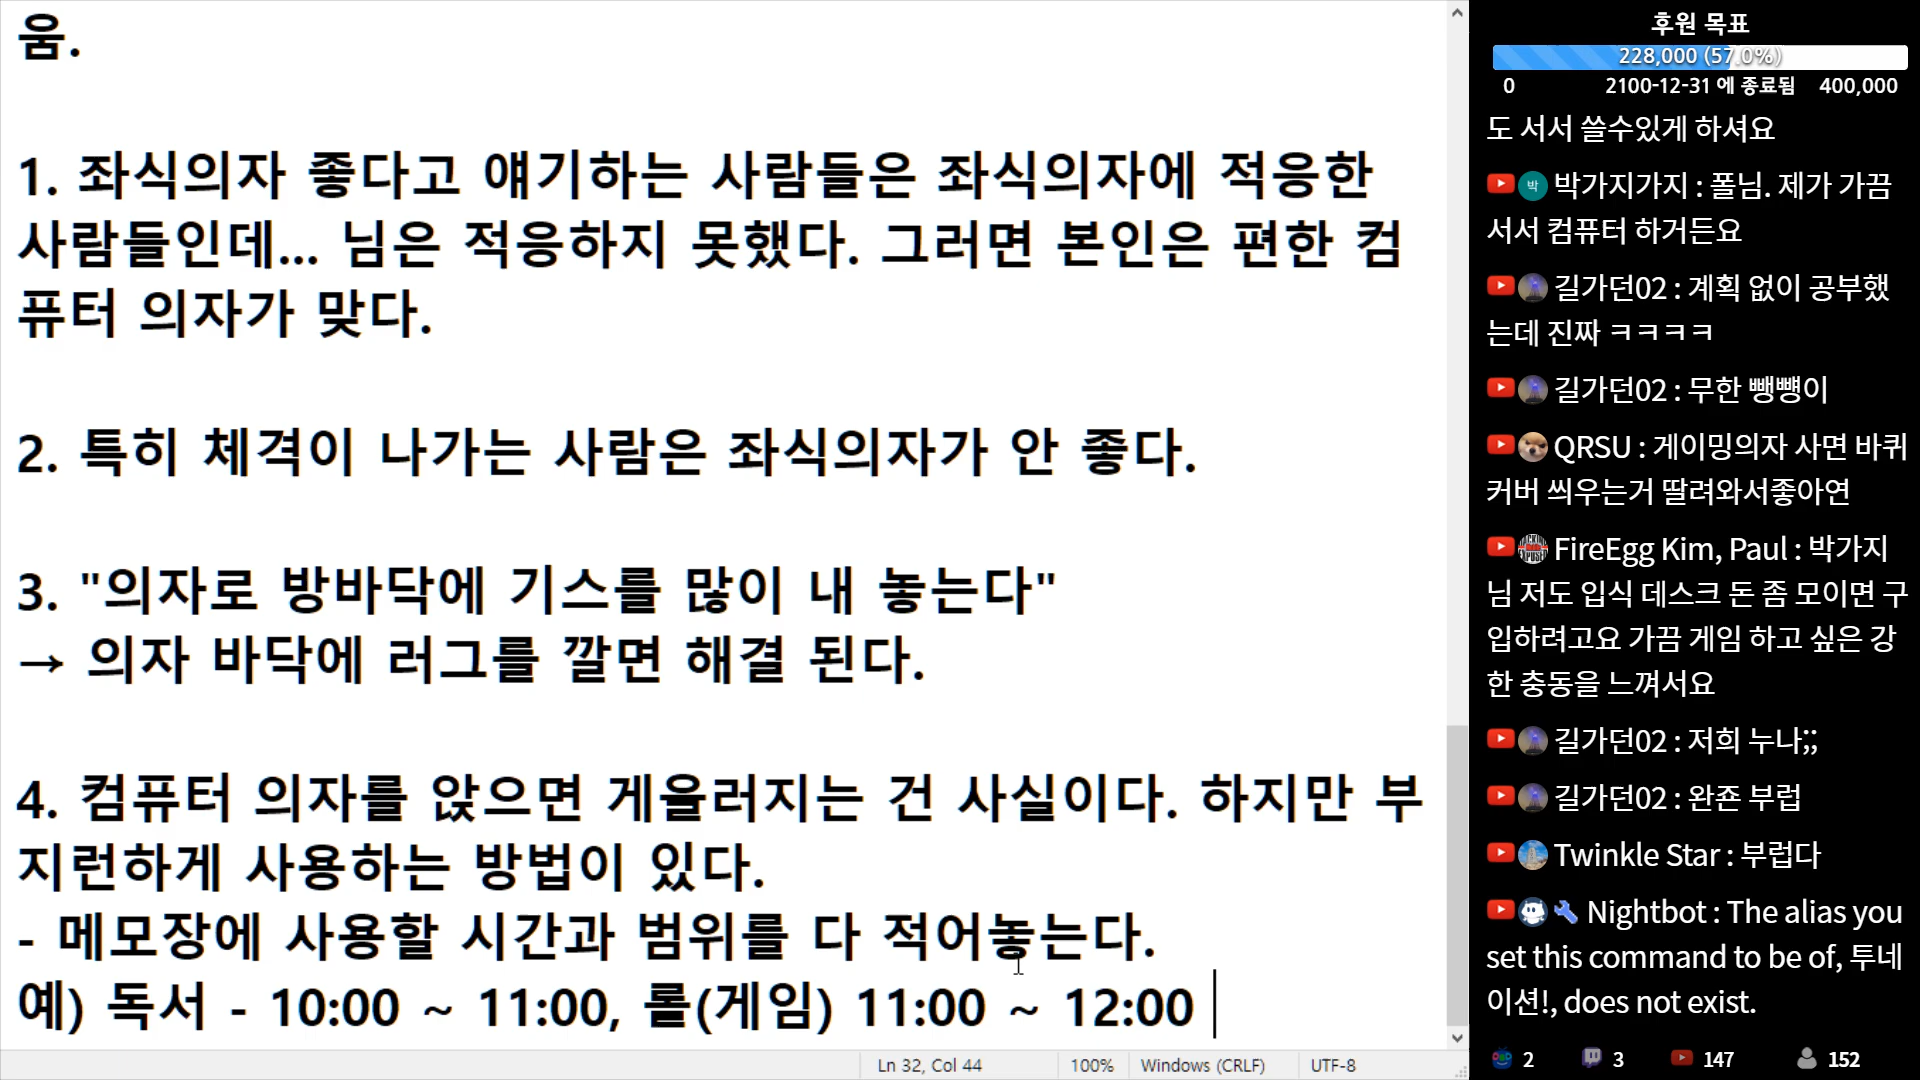 움.
1. 좌식의자 좋다고 얘기하는 사람들은 좌식의자에 적응한
사람들인데... 님은 적응하지 못했다. 그러면 본인은 편한 컴
퓨터 의자가 맞다.
2. 특히 체격이 나가는 사람은 좌식의자가 안 좋다.
3. "의자로 방바닥에 기스를 많이 내 놓는다"
→ 의자 바닥에 러그를 깔면 해결 된다.
4. 컴퓨터 의자를 앉으면 게을러지는 건 사실이다. 하지만 부
지런하게 사용하는 방법이 있다.
- 메모장에 사용할 시간과 범위를 다 적어놓는다.
예) 독서 - 10:00 ~ 11:00, 롤(게임) 11:00 ~ 12:00
Ln 32, Col 44
100%
Windows (CRLF)
UTF-8
후원 목표
228,000 (57.0%)
0 2100-12-31 에 종료됨 400,000
도 서서 쓸수있게 하셔요
박 박가지가지 : 폴님. 제가 가끔
서서 컴퓨터 하거든요
길가던02 : 계획 없이 공부했
는데 진짜 ㅋㅋㅋㅋ
길가던02 : 무한 뺑뺑이
QRSU : 게이밍의자 사면 바퀴
커버 씌우는거 딸려와서좋아연
FireEgg Kim, Paul : 박가지
님 저도 입식 데스크 돈 좀 모이면 구
입하려고요 가끔 게임 하고 싶은 강
한 충동을 느껴서요
길가던02 : 저희 누나;;
길가던02 : 완죤 부럽
Twinkle Star : 부럽다
Nightbot : The alias you
set this command to be of, 투네
이션!, does not exist.
2 3 147 152